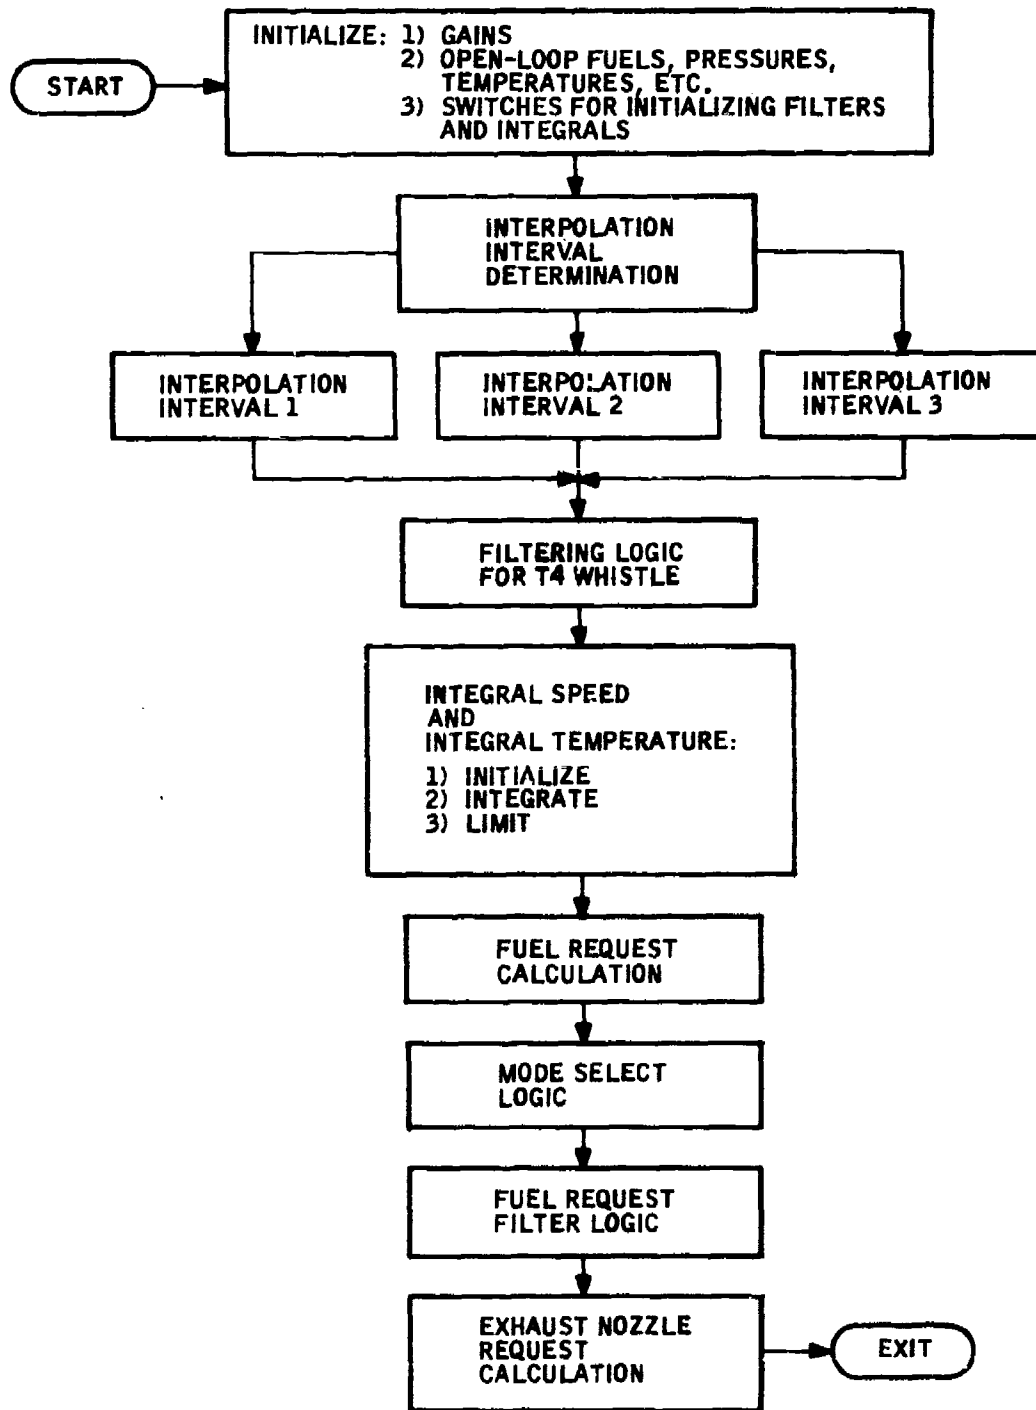 START
INITIALIZE: 1) GAINS
2) OPEN-LOOP FUELS, PRESSURES,
TEMPERATURES, ETC.
3) SWITCHES FOR INITIALIZING FILTERS
AND INTEGRALS
INTERPOLATION
INTERVAL
DETERMINATION
INTERPOLATION
INTERVAL 1
INTERPOLATION
INTERVAL 2
INTERPOLATION
INTERVAL 3
FILTERING LOGIC
FOR T4 WHISTLE
INTEGRAL SPEED
AND
INTEGRAL TEMPERATURE:
1) INITIALIZE
2) INTEGRATE
3) LIMIT
FUEL REQUEST
CALCULATION
MODE SELECT
LOGIC
FUEL REQUEST
FILTER LOGIC
EXHAUST NOZZLE
REQUEST
CALCULATION
EXIT